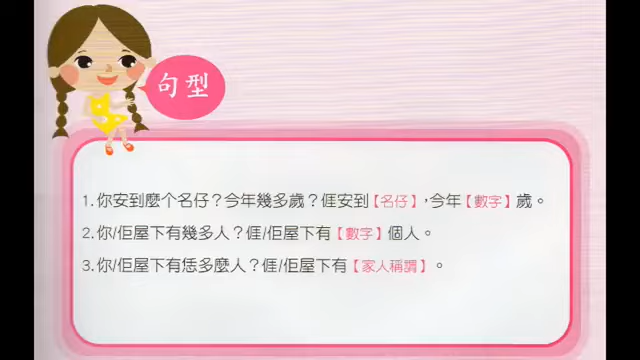 句型
1.你安到麼个名仔？今年幾多歲？𠊎安到【名仔】,今年【數字】歲。
2.你/佢屋下有幾多人？𠊎/佢屋下有【數字】個人。
3.你/佢屋下有恁多麼人？𠊎/佢屋下有【家人稱謂】。